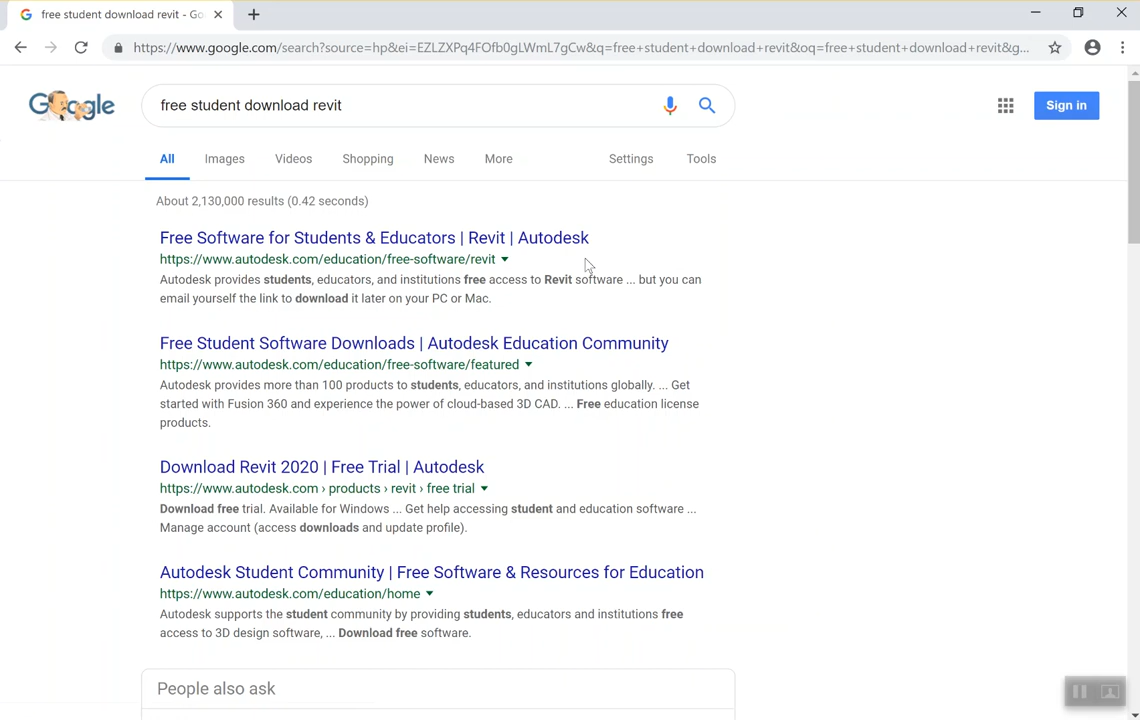 free student download revit - Go
https://www.google.com/search?source=hp&ei=EZLZXPq4FOfb0gLWmL7gCw&q=free+student+download+revit&oq=free+student+download+revit&g...
Google
free student download revit
Sign in
All Images Videos Shopping News More Settings Tools
About 2,130,000 results (0.42 seconds)
Free Software for Students & Educators | Revit | Autodesk
https://www.autodesk.com/education/free-software/revit
Autodesk provides students, educators, and institutions free access to Revit software ... but you can
email yourself the link to download it later on your PC or Mac.
Free Student Software Downloads | Autodesk Education Community
https://www.autodesk.com/education/free-software/featured
Autodesk provides more than 100 products to students, educators, and institutions globally. ... Get
started with Fusion 360 and experience the power of cloud-based 3D CAD. ... Free education license
products.
Download Revit 2020 | Free Trial | Autodesk
https://www.autodesk.com › products › revit › free trial
Download free trial. Available for Windows ... Get help accessing student and education software ...
Manage account (access downloads and update profile).
Autodesk Student Community | Free Software & Resources for Education
https://www.autodesk.com/education/home
Autodesk supports the student community by providing students, educators and institutions free
access to 3D design software, ... Download free software.
People also ask